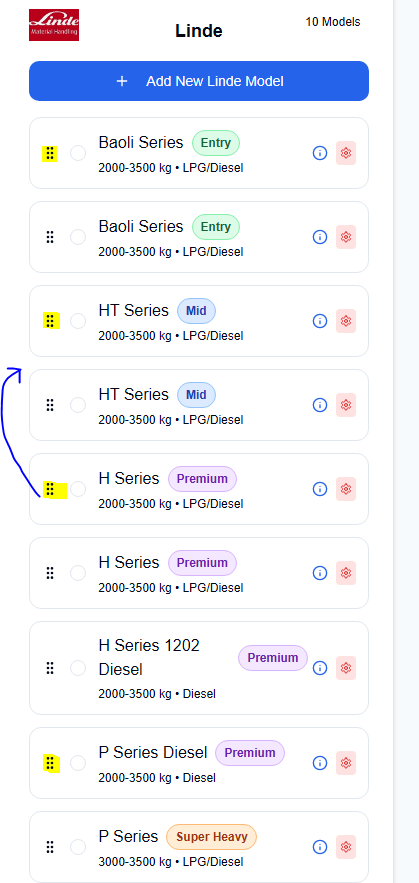 Linde
Material Handling
Linde
10 Models
+ Add New Linde Model
Baoli Series Entry
2000-3500 kg • LPG/Diesel
Baoli Series Entry
2000-3500 kg • LPG/Diesel
HT Series Mid
2000-3500 kg • LPG/Diesel
HT Series Mid
2000-3500 kg • LPG/Diesel
H Series Premium
2000-3500 kg • LPG/Diesel
H Series Premium
2000-3500 kg • LPG/Diesel
H Series 1202
Diesel Premium
2000-3500 kg • Diesel
P Series Diesel Premium
2000-3500 kg • Diesel
P Series Super Heavy
3000-3500 kg • LPG/Diesel